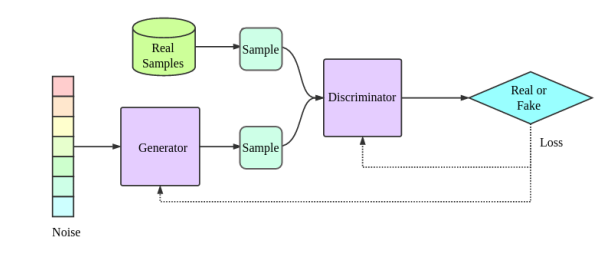 Real
Samples
Sample
Generator
Sample
Discriminator
Real or
Fake
Loss
Noise